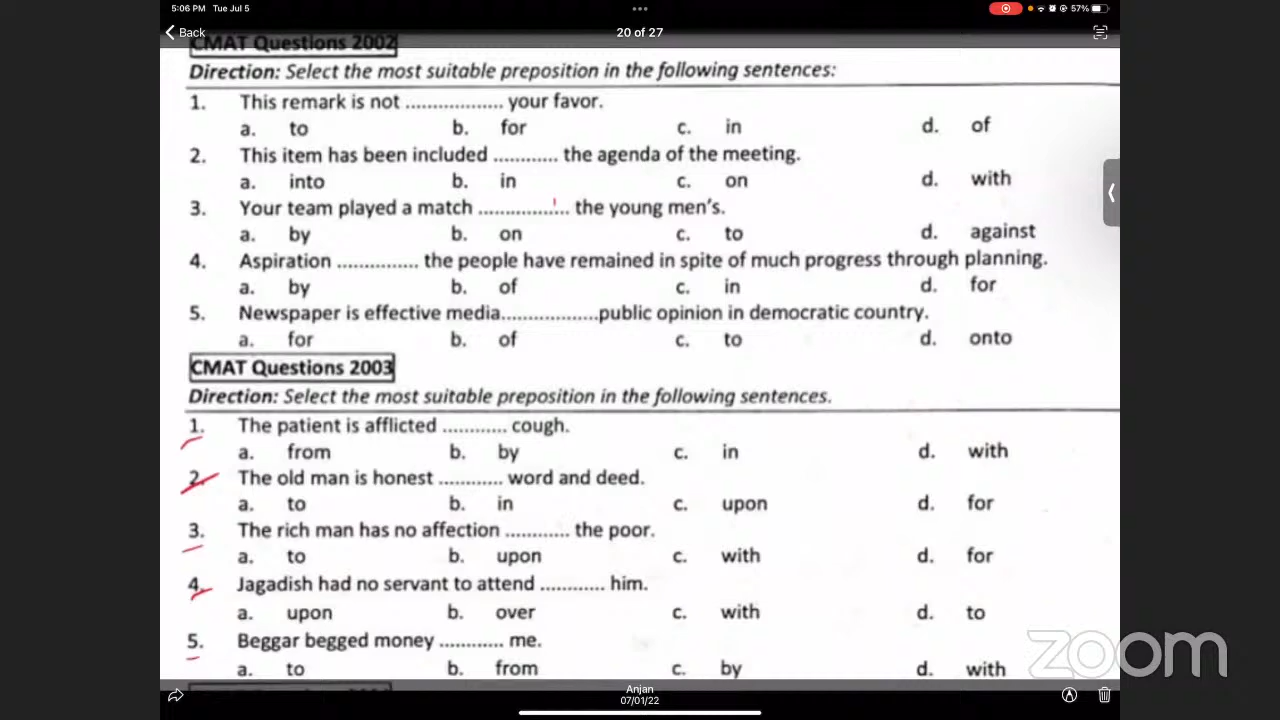 5:06 PM Tue Jul 5
57%
Back
20 of 27
CMAT Questions 2002
Direction: Select the most suitable preposition in the following sentences:
1. This remark is not .................. your favor.
a. to b. for c. in d. of
2. This item has been included ............ the agenda of the meeting.
a. into b. in c. on d. with
3. Your team played a match ................. the young men's.
a. by b. on c. to d. against
4. Aspiration ............... the people have remained in spite of much progress through planning.
a. by b. of c. in d. for
5. Newspaper is effective media..................public opinion in democratic country.
a. for b. of c. to d. onto
CMAT Questions 2003
Direction: Select the most suitable preposition in the following sentences.
1. The patient is afflicted ............ cough.
a. from b. by c. in d. with
2. The old man is honest ............ word and deed.
a. to b. in c. upon d. for
3. The rich man has no affection ............ the poor.
a. to b. upon c. with d. for
4. Jagadish had no servant to attend ............ him.
a. upon b. over c. with d. to
5. Beggar begged money ............ me.
a. to b. from c. by d. with
zoom
Anjan
07/01/22